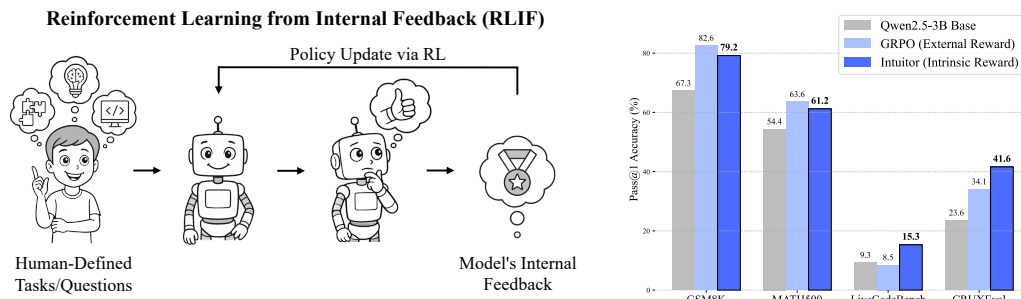 Reinforcement Learning from Internal Feedback (RLIF)
Policy Update via RL
</>
Human-Defined
Tasks/Questions
Model's Internal
Feedback
Qwen2.5-3B Base
GRPO (External Reward)
Intuitor (Intrinsic Reward)
Pass@1 Accuracy (%)
80
60
40
20
0
67.3
82.6
79.2
54.4
63.6
61.2
9.3
8.5
15.3
23.6
34.1
41.6
GSM8K
MATH500
LiveCodeBench
CRUXEval